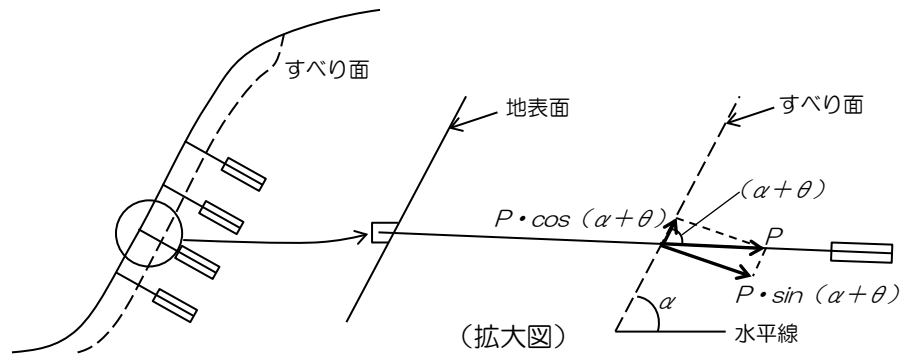 すべり面
地表面
すべり面
(α+θ)
P・cos (α+θ)
P
P・sin (α+θ)
α
水平線
(拡大図)